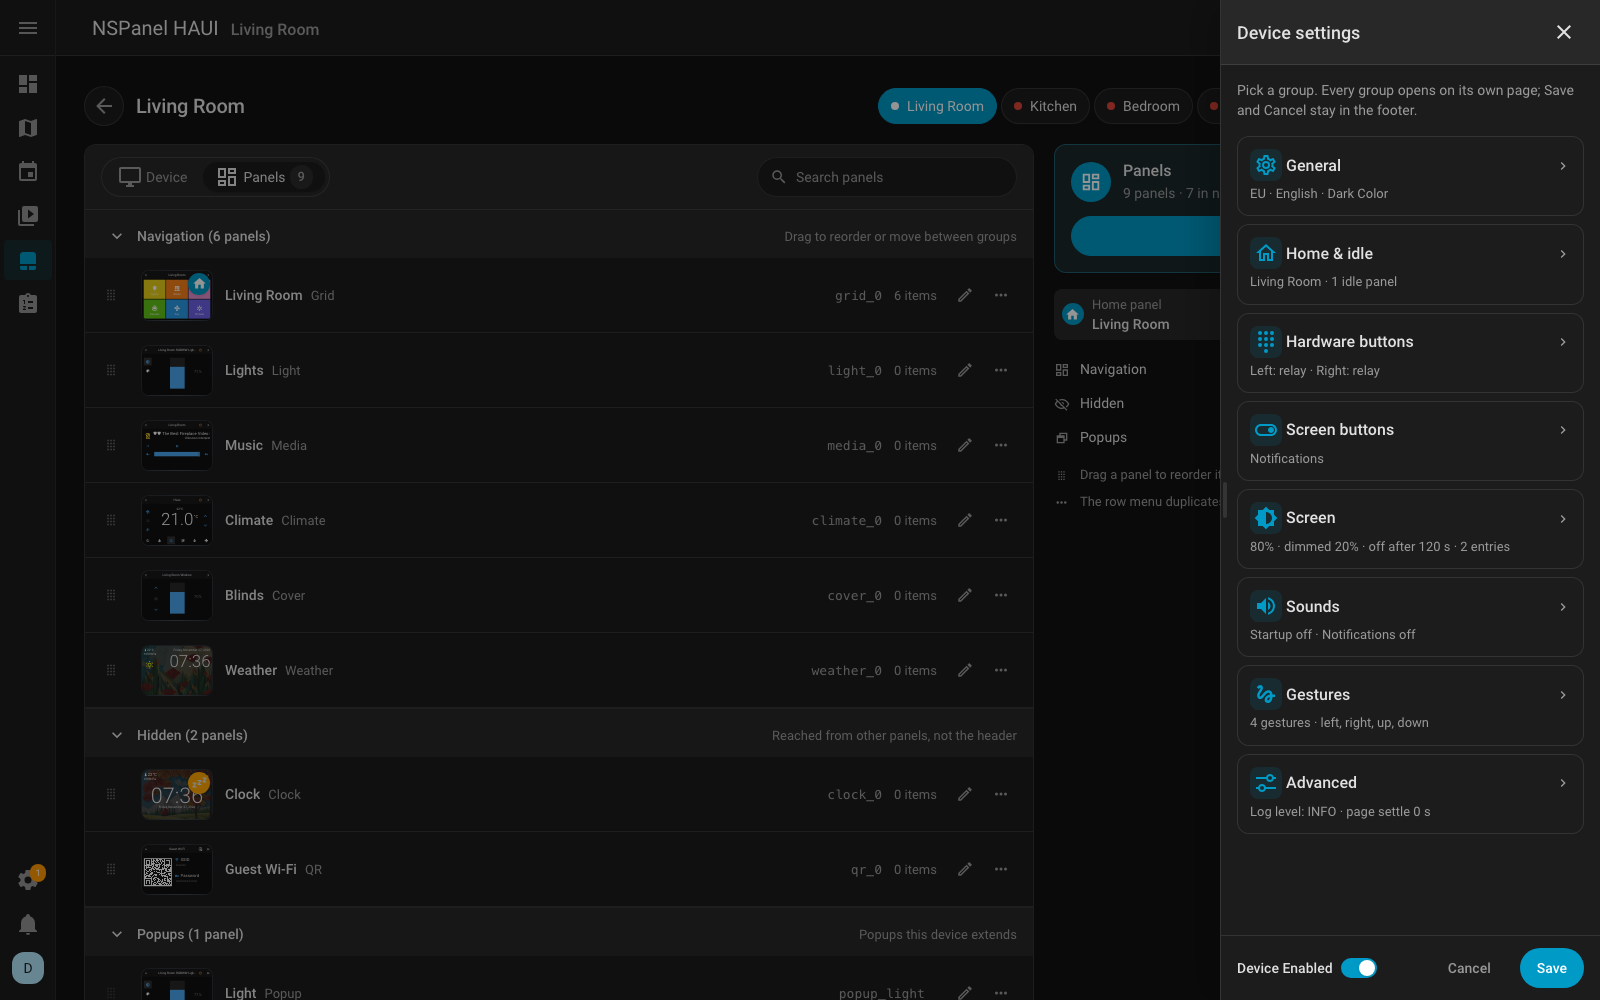 NSPanel HAUI Living Room
Living Room
Living Room
Kitchen
Bedroom
Device
Panels 9
Search panels
Navigation (6 panels)
Drag to reorder or move between groups
Living Room Grid
grid_0 6 items
Lights Light
light_0 0 items
Music Media
media_0 0 items
21.0
Climate Climate
climate_0 0 items
Blinds Cover
cover_0 0 items
07:36
Weather Weather
weather_0 0 items
Hidden (2 panels)
Reached from other panels, not the header
07:36
Clock Clock
clock_0 0 items
Guest Wi-Fi QR
qr_0 0 items
Popups (1 panel)
Popups this device extends
Light Popup
popup_light
1
D
Panels
9 panels · 7 in n
Home panel
Living Room
Navigation
Hidden
Popups
Drag a panel to reorder it
The row menu duplicates
Device settings
Pick a group. Every group opens on its own page; Save
and Cancel stay in the footer.
General
EU · English · Dark Color
Home & idle
Living Room · 1 idle panel
Hardware buttons
Left: relay · Right: relay
Screen buttons
Notifications
Screen
80% · dimmed 20% · off after 120 s · 2 entries
Sounds
Startup off · Notifications off
Gestures
4 gestures · left, right, up, down
Advanced
Log level: INFO · page settle 0 s
Device Enabled
Cancel
Save